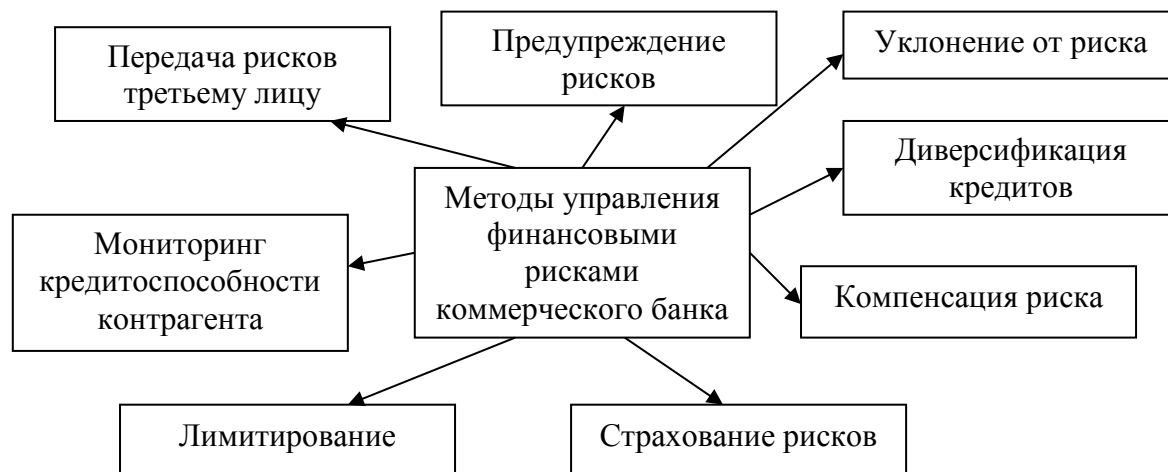 Передача рисков
третьему лицу
Предупреждение
рисков
Уклонение от риска
Диверсификация
кредитов
Методы управления
финансовыми
рисками
коммерческого банка
Мониторинг
кредитоспособности
контрагента
Компенсация риска
Лимитирование
Страхование рисков